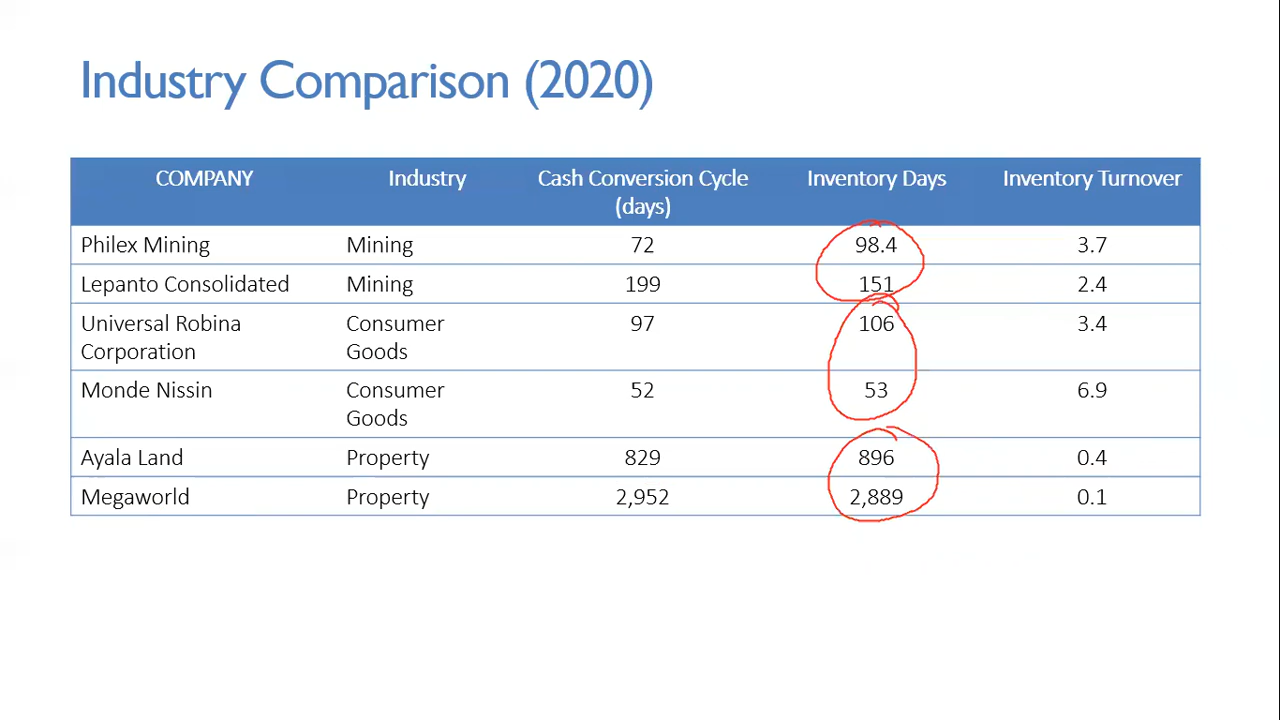 Industry Comparison (2020)
COMPANY Industry Cash Conversion Cycle (days) Inventory Days Inventory Turnover
Philex Mining Mining 72 98.4 3.7
Lepanto Consolidated Mining 199 151 2.4
Universal Robina Corporation Consumer Goods 97 106 3.4
Monde Nissin Consumer Goods 52 53 6.9
Ayala Land Property 829 896 0.4
Megaworld Property 2,952 2,889 0.1